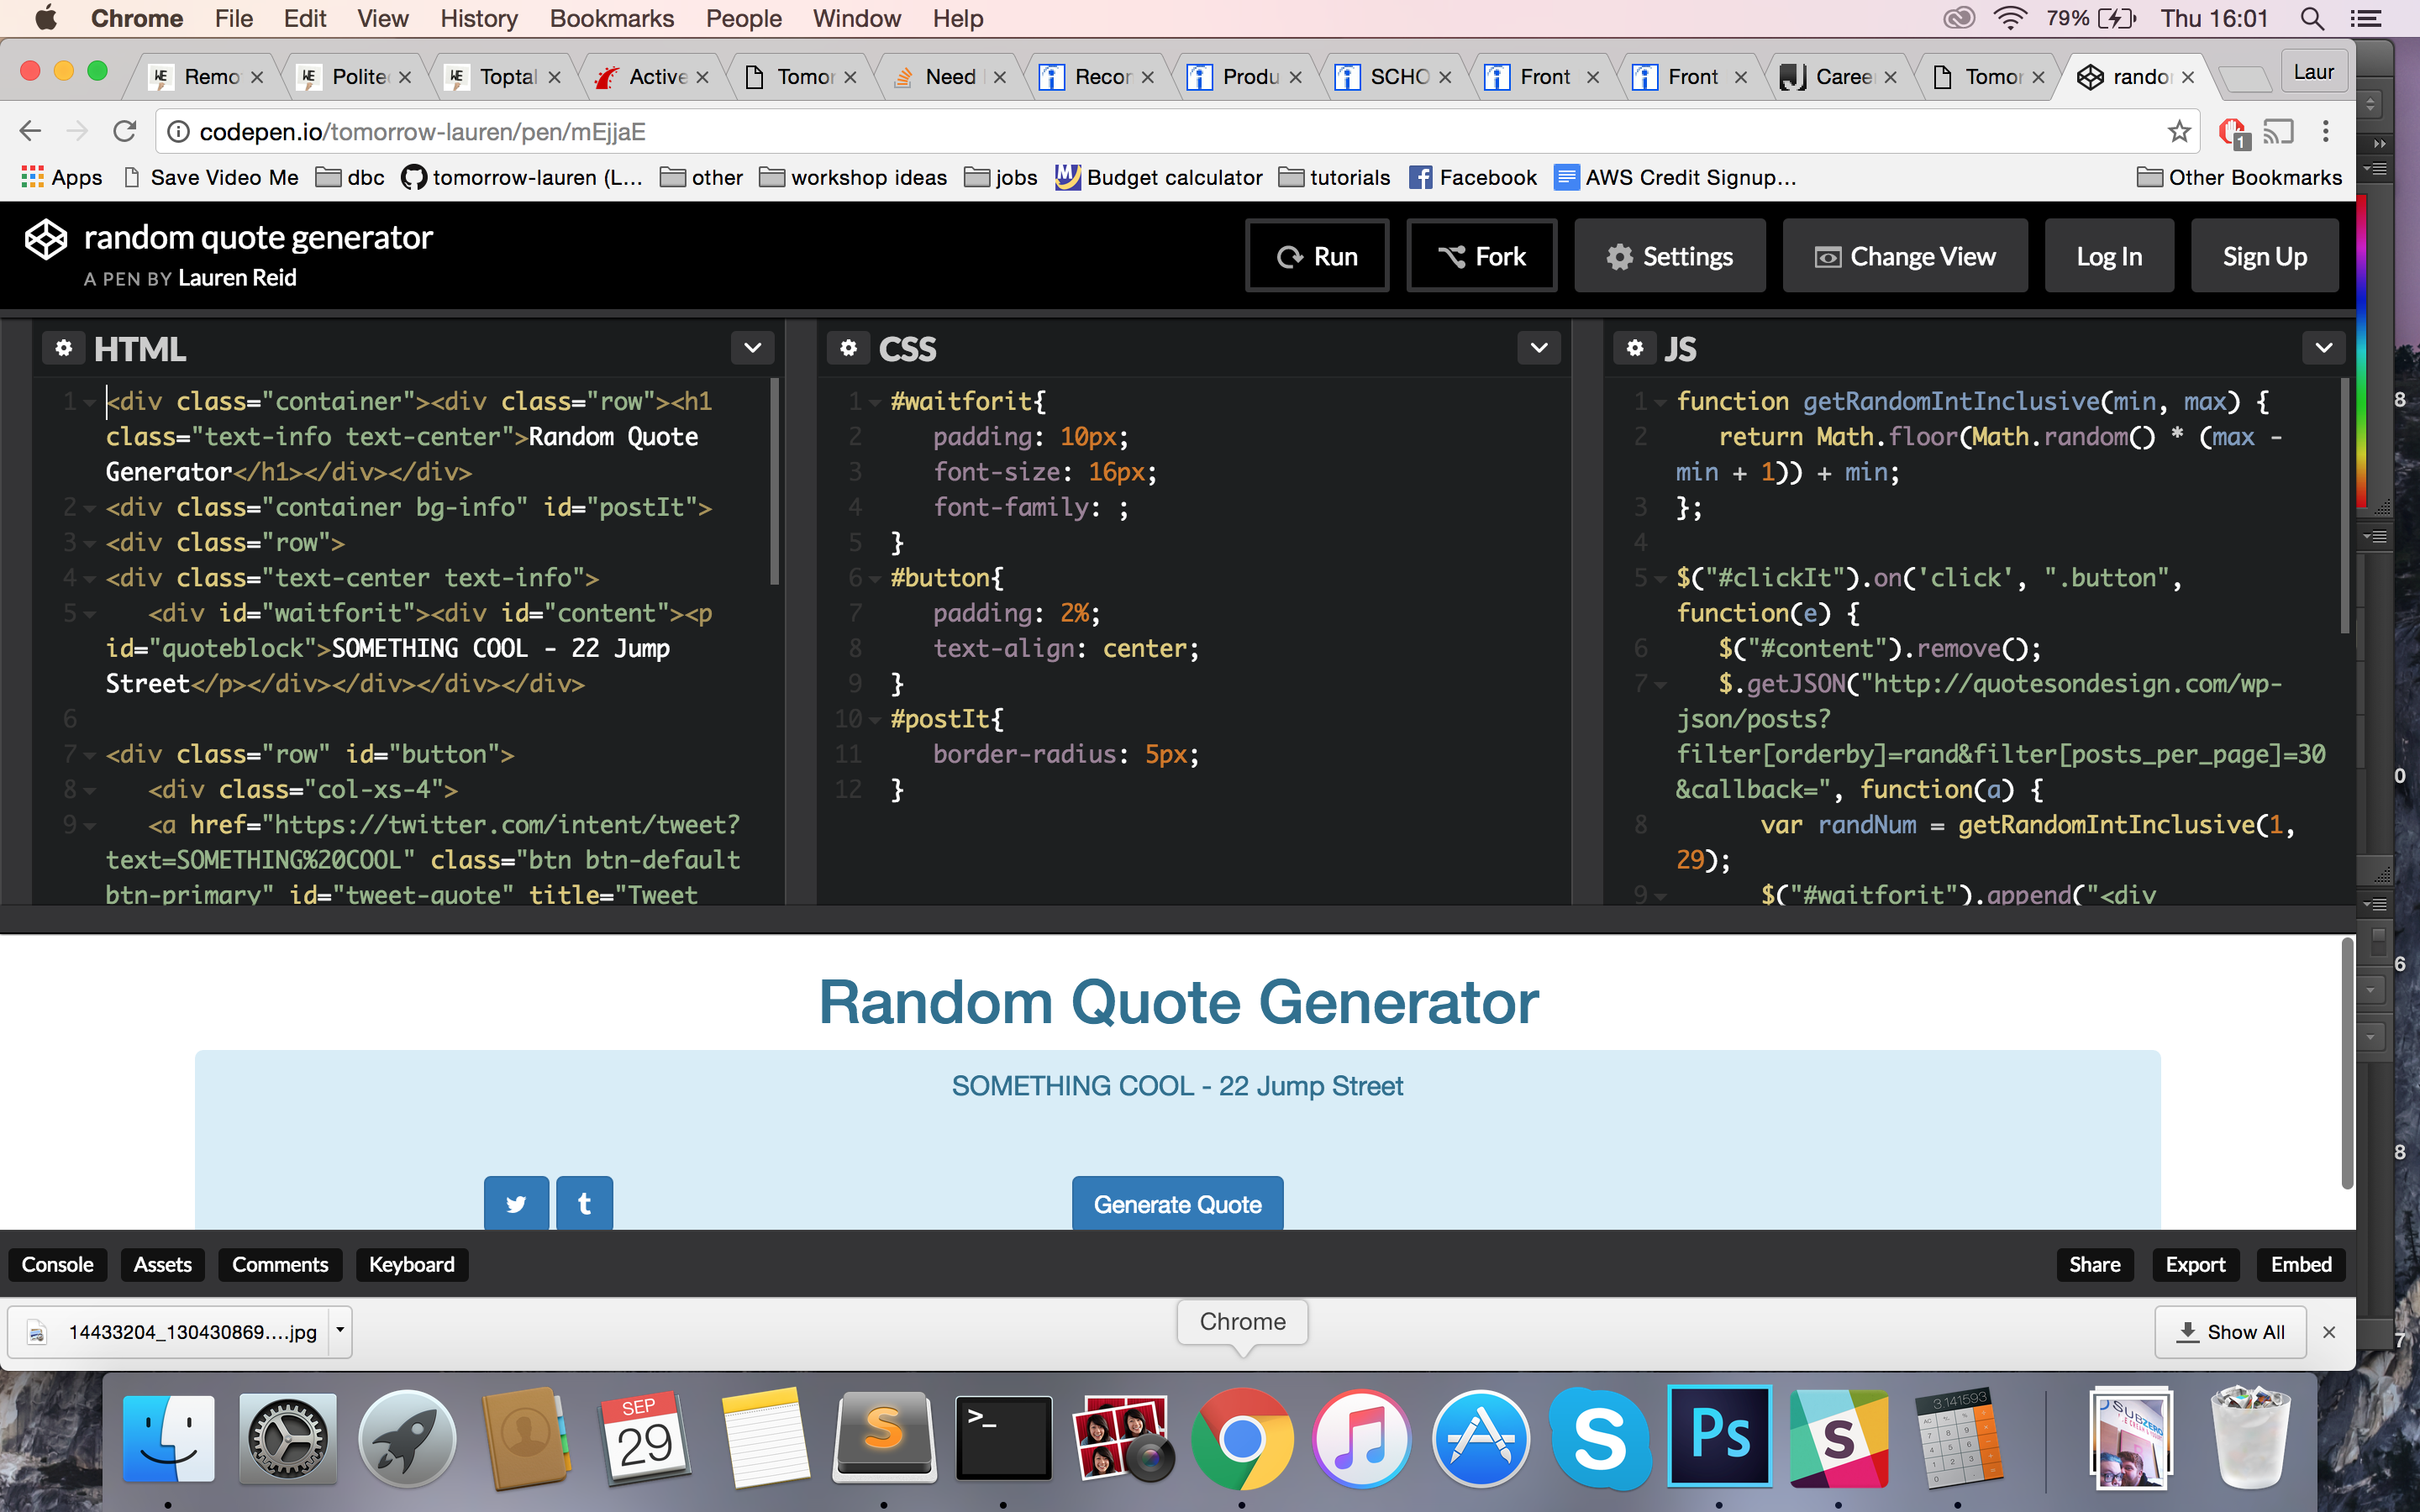 Chrome File Edit View History Bookmarks People Window Help 79% Thu 16:01
Remo Polite Toptal Active Tomor Need Recor Produ SCHO Front Front Career Tomor randor Laur
codepen.io/tomorrow-lauren/pen/mEjjaE 1
Apps Save Video Me dbc tomorrow-lauren (L... other workshop ideas jobs Budget calculator tutorials Facebook AWS Credit Signup... Other Bookmarks
random quote generator
A PEN BY Lauren Reid
Run Fork Settings Change View Log In Sign Up
HTML
1 <div class="container"><div class="row"><h1
class="text-info text-center">Random Quote
Generator</h1></div></div>
2 <div class="container bg-info" id="postIt">
3 <div class="row">
4 <div class="text-center text-info">
5 <div id="waitforit"><div id="content"><p
id="quoteblock">SOMETHING COOL - 22 Jump
Street</p></div></div></div></div>
6
7 <div class="row" id="button">
8 <div class="col-xs-4">
9 <a href="https://twitter.com/intent/tweet?
text=SOMETHING%20COOL" class="btn btn-default
btn-primary" id="tweet-quote" title="Tweet
CSS
1 #waitforit{
2 padding: 10px;
3 font-size: 16px;
4 font-family: ;
5 }
6 #button{
7 padding: 2%;
8 text-align: center;
9 }
10 #postIt{
11 border-radius: 5px;
12 }
JS
1 function getRandomIntInclusive(min, max) {
2 return Math.floor(Math.random() * (max -
min + 1)) + min;
3 };
4
5 $("#clickIt").on('click', ".button",
function(e) {
6 $("#content").remove();
7 $.getJSON("http://quotesondesign.com/wp-
json/posts?
filter[orderby]=rand&filter[posts_per_page]=30
&callback=", function(a) {
8 var randNum = getRandomIntInclusive(1,
29);
9 $("#waitforit").append("<div
8
0
6
8
7
Random Quote Generator
SOMETHING COOL - 22 Jump Street
Generate Quote
Console Assets Comments Keyboard Share Export Embed
14433204_130430869....jpg Chrome Show All
SEP
29
Ps
3.141593